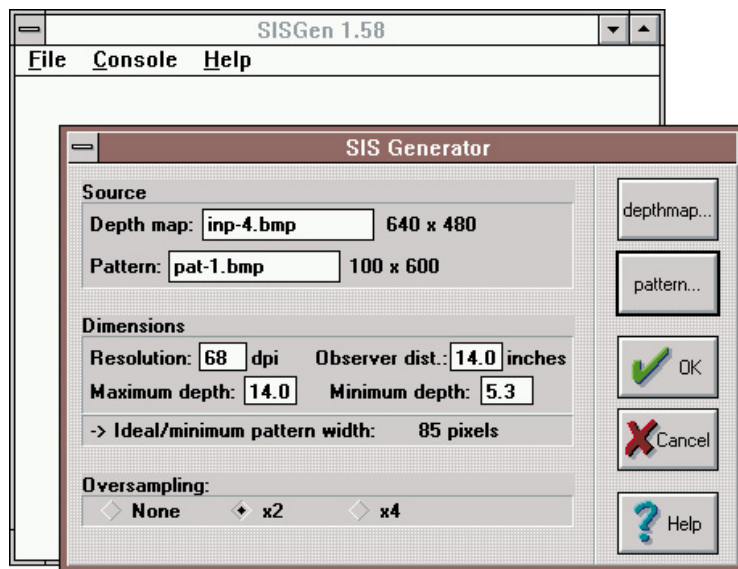 SISGen 1.58
File Console Help
SIS Generator
Source
Depth map: inp-4.bmp 640 x 480
Pattern: pat-1.bmp 100 x 600
depthmap...
pattern...
Dimensions
Resolution: 68 dpi Observer dist.: 14.0 inches
Maximum depth: 14.0 Minimum depth: 5.3
-> Ideal/minimum pattern width: 85 pixels
OK
Cancel
Oversampling:
None x2 x4
Help